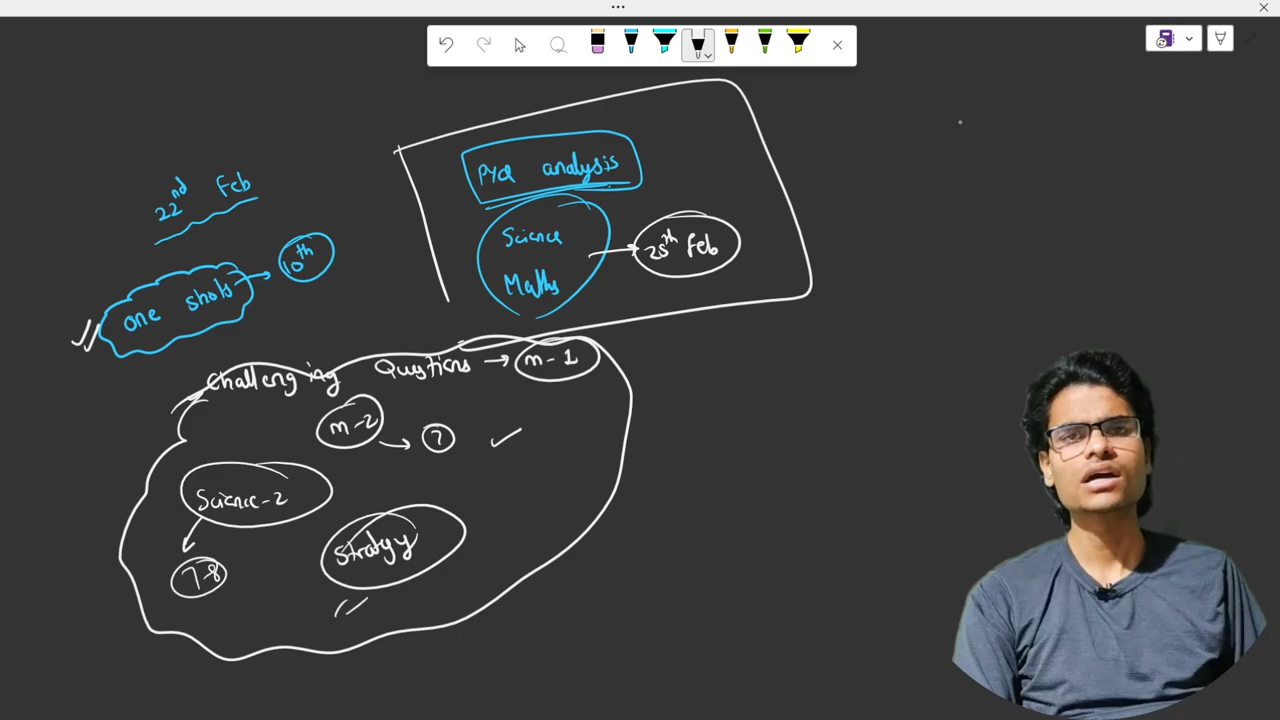 22nd Feb
one shots → 10th
PYQ analysis
Science
Maths
→ 25th Feb
Challenging Questions → m-1
m-2 → 7
Science-2
7-8
Stratgy